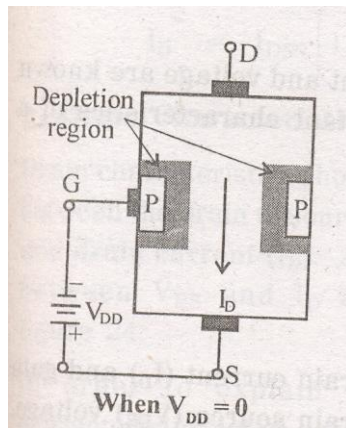 D
Depletion
region
G
P
P
I_D
V_DD
−
+
S
When V_DD = 0